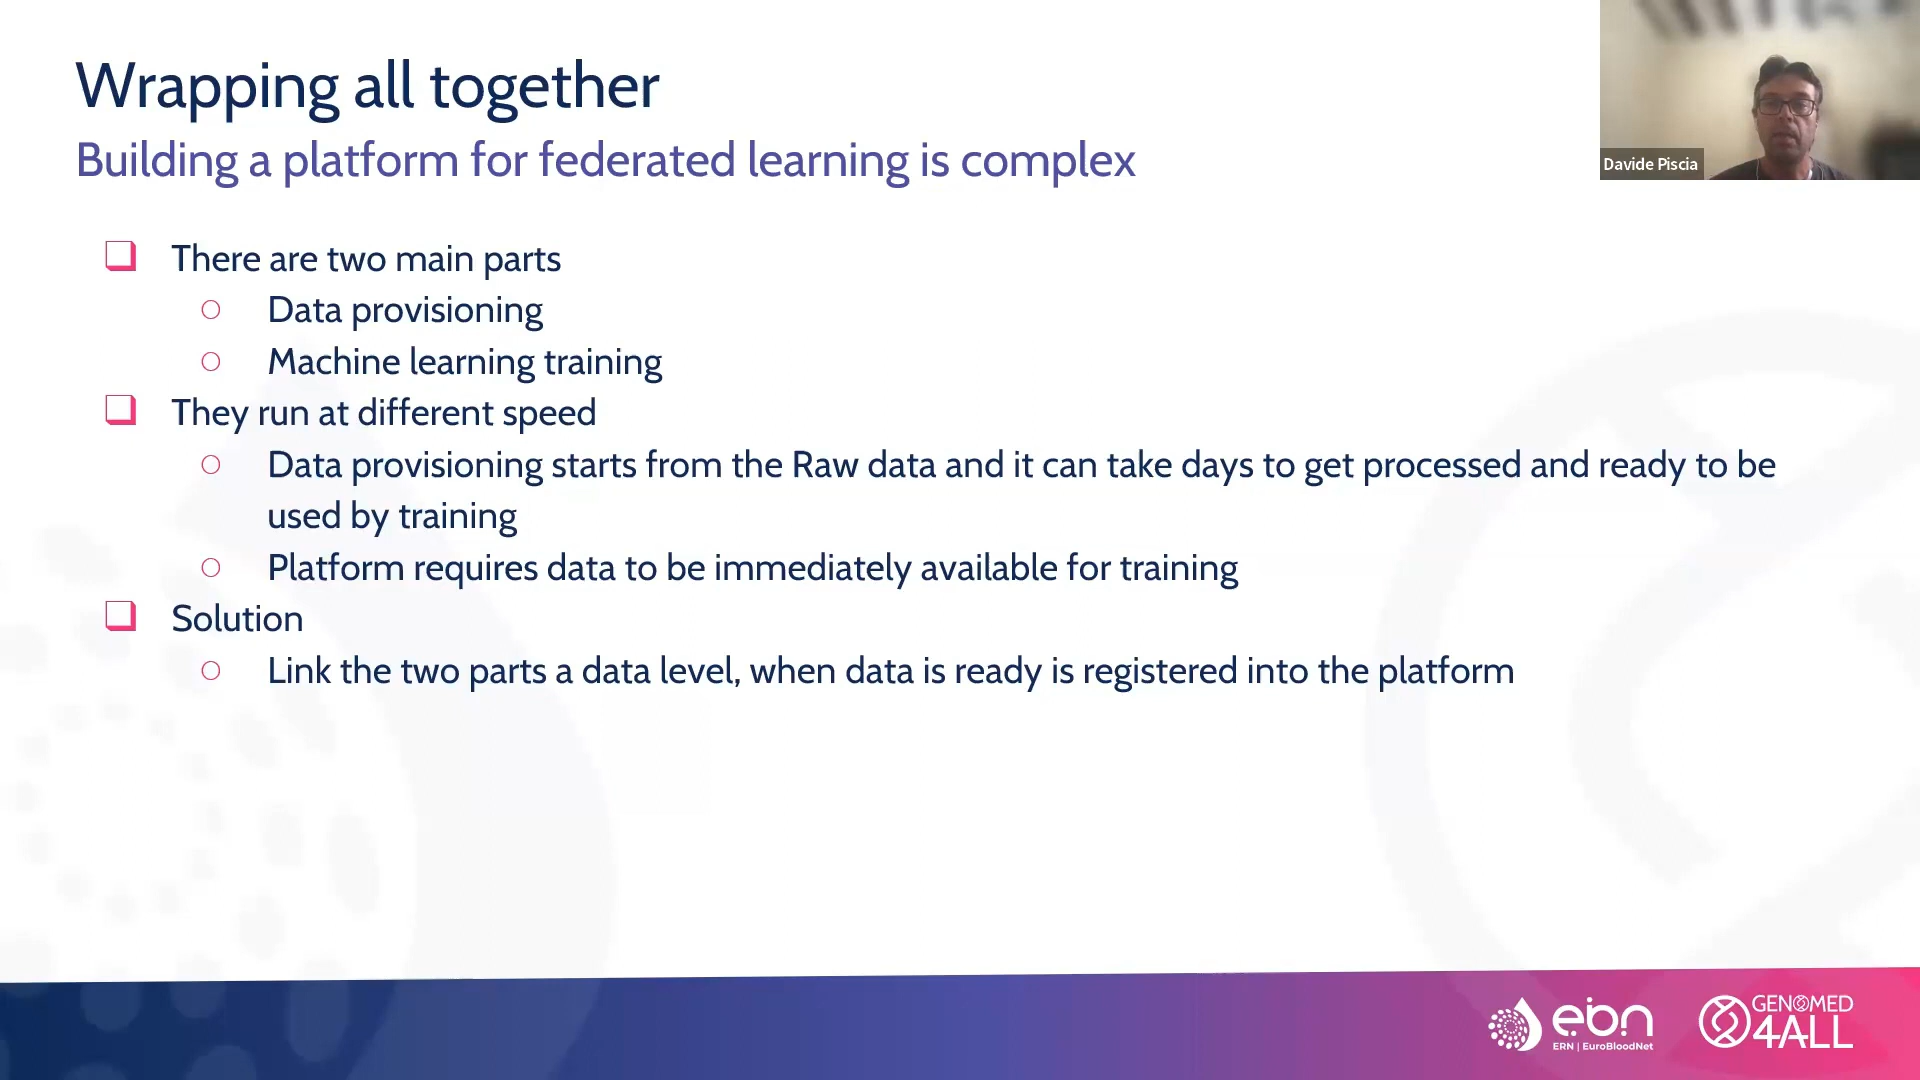 Wrapping all together
Building a platform for federated learning is complex
Davide Piscia
There are two main parts
Data provisioning
Machine learning training
They run at different speed
Data provisioning starts from the Raw data and it can take days to get processed and ready to be
used by training
Platform requires data to be immediately available for training
Solution
Link the two parts a data level, when data is ready is registered into the platform
ebn
ERN | EuroBloodNet
GENOMED
4ALL